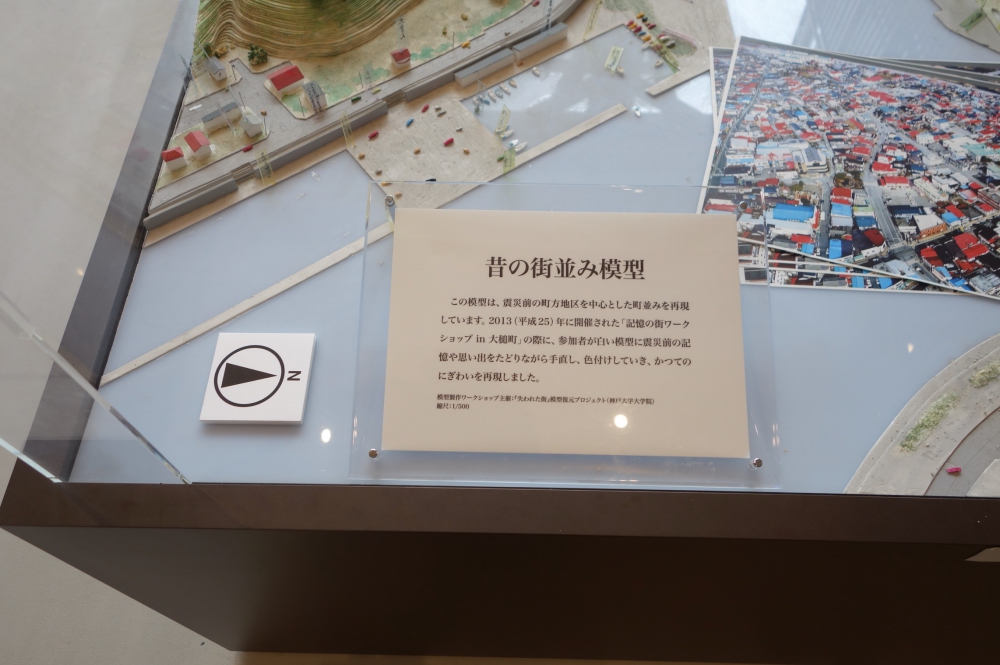 昔の街並み模型
この模型は、震災前の町方地区を中心とした町並みを再現
しています。2013(平成25)年に開催された「記憶の街ワーク
ショップ in 大槌町」の際に、参加者が白い模型に震災前の記
憶や思い出をたどりながら手直し、色付けしていき、かつての
にぎわいを再現しました。
模型製作ワークショップ主催:「失われた街」模型復元プロジェクト(神戸大学大学院)
縮尺:1/500
N